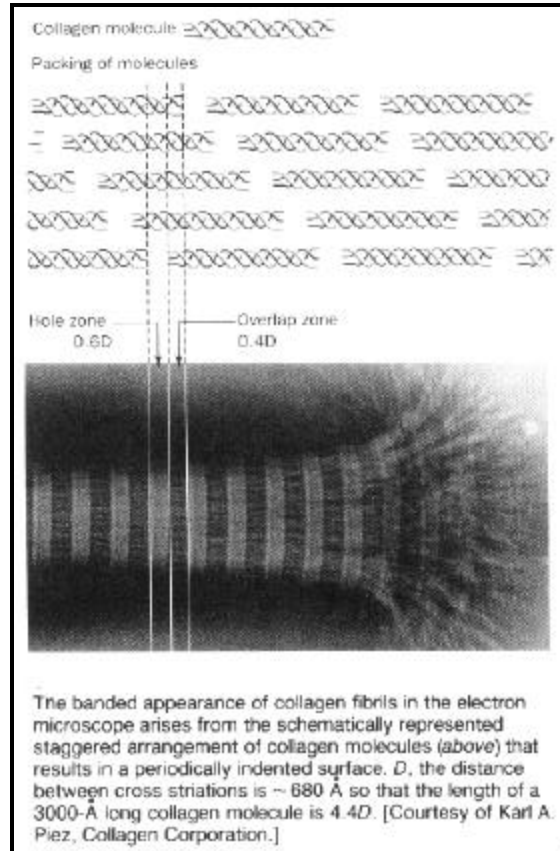 Collagen molecule
Packing of molecules
Hole zone
0.6D
Overlap zone
0.4D
The banded appearance of collagen fibrils in the electron
microscope arises from the schematically represented
staggered arrangement of collagen molecules (above) that
results in a periodically indented surface. D, the distance
between cross striations is ~ 680 Å so that the length of a
3000-Å long collagen molecule is 4.4D. [Courtesy of Karl A.
Piez, Collagen Corporation.]